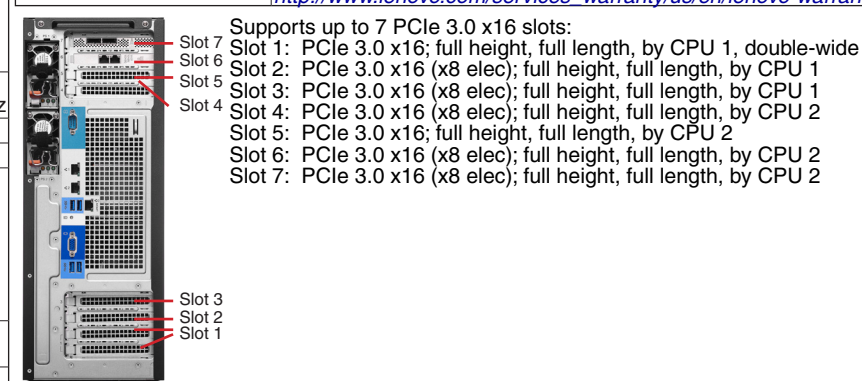 http://www.lenovo.com/services_warranty/us/en/lenovo-warran
Supports up to 7 PCIe 3.0 x16 slots:
Slot 1: PCIe 3.0 x16; full height, full length, by CPU 1, double-wide
Slot 2: PCIe 3.0 x16 (x8 elec); full height, full length, by CPU 1
Slot 3: PCIe 3.0 x16 (x8 elec); full height, full length, by CPU 1
Slot 4: PCIe 3.0 x16 (x8 elec); full height, full length, by CPU 2
Slot 5: PCIe 3.0 x16; full height, full length, by CPU 2
Slot 6: PCIe 3.0 x16 (x8 elec); full height, full length, by CPU 2
Slot 7: PCIe 3.0 x16 (x8 elec); full height, full length, by CPU 2
Slot 7
Slot 6
Slot 5
Slot 4
Slot 3
Slot 2
Slot 1
z